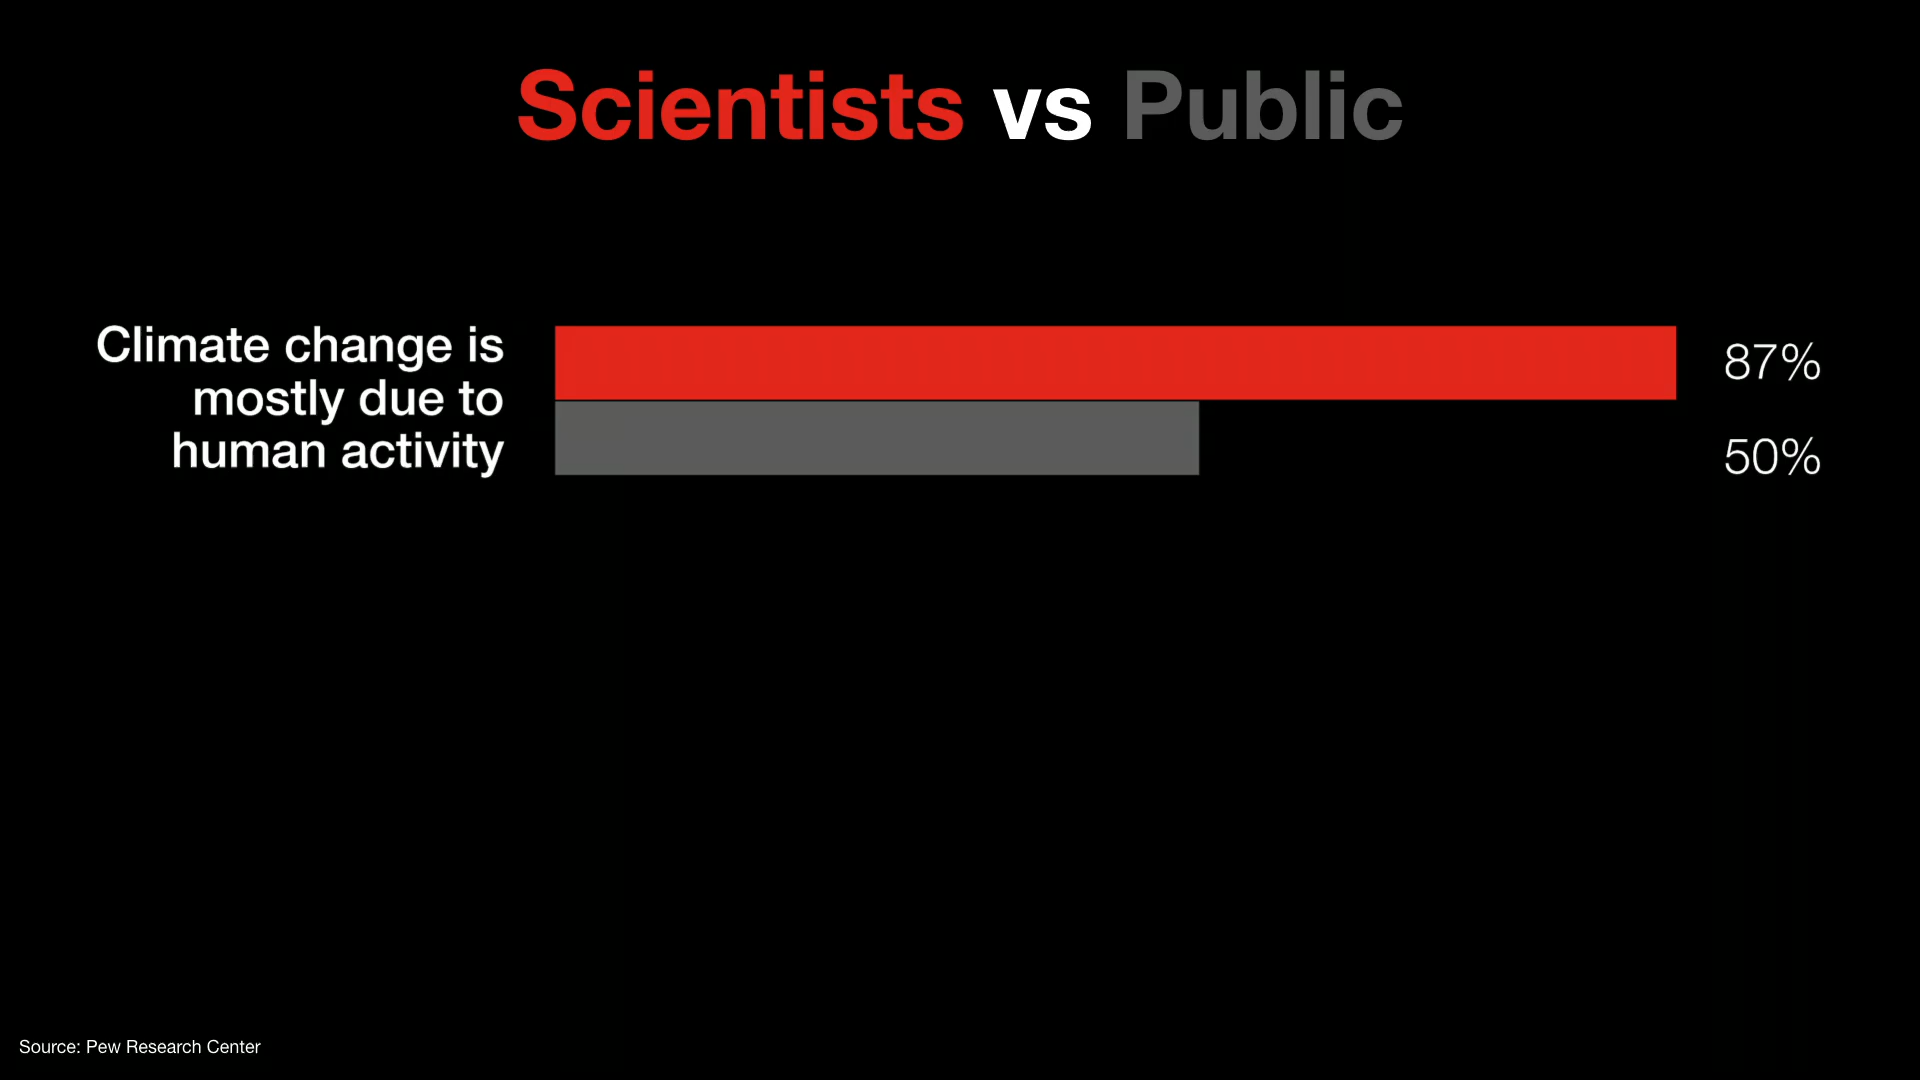 Scientists vs Public
Climate change is
mostly due to
human activity
87%
50%
Source: Pew Research Center